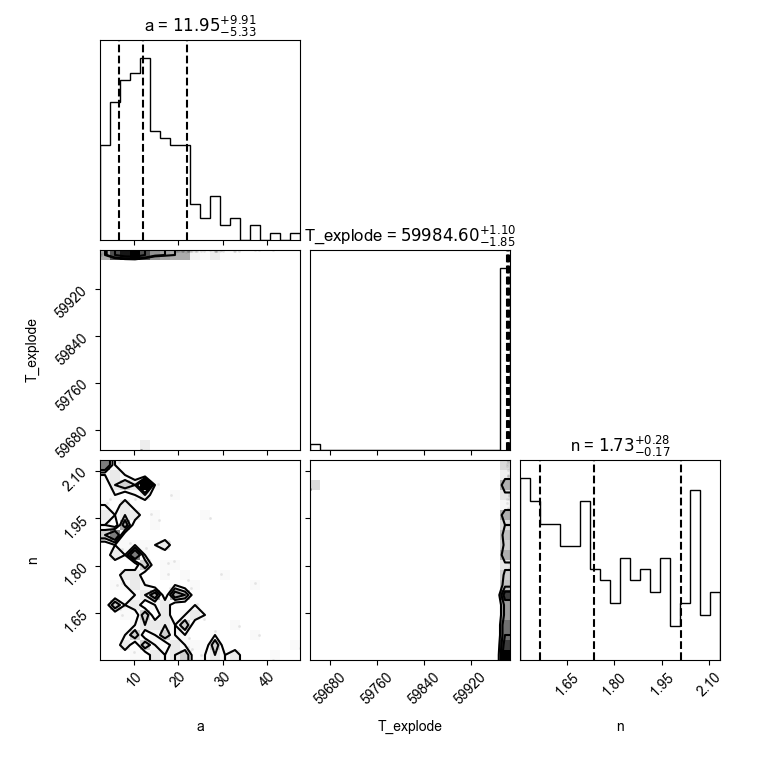 a = 11.95+9.91−5.33
T_explode = 59984.60+1.10−1.85
59920
59840
59760
59680
T_explode
n = 1.73+0.28−0.17
2.10
1.95
1.80
1.65
n
10 20 30 40
a
59680 59760 59840 59920
T_explode
1.65 1.80 1.95 2.10
n